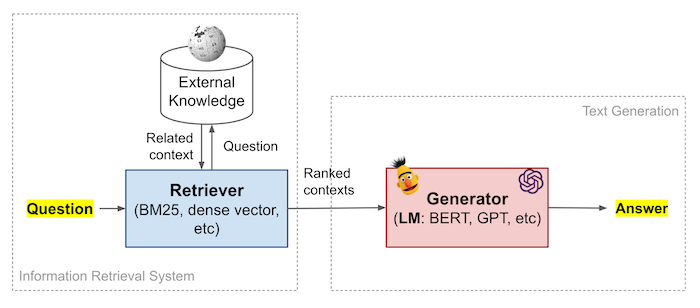 External
Knowledge
Text Generation
Related
context
Question
Ranked
contexts
Retriever
(BM25, dense vector,
etc)
Question
Generator
(LM: BERT, GPT, etc)
Answer
Information Retrieval System